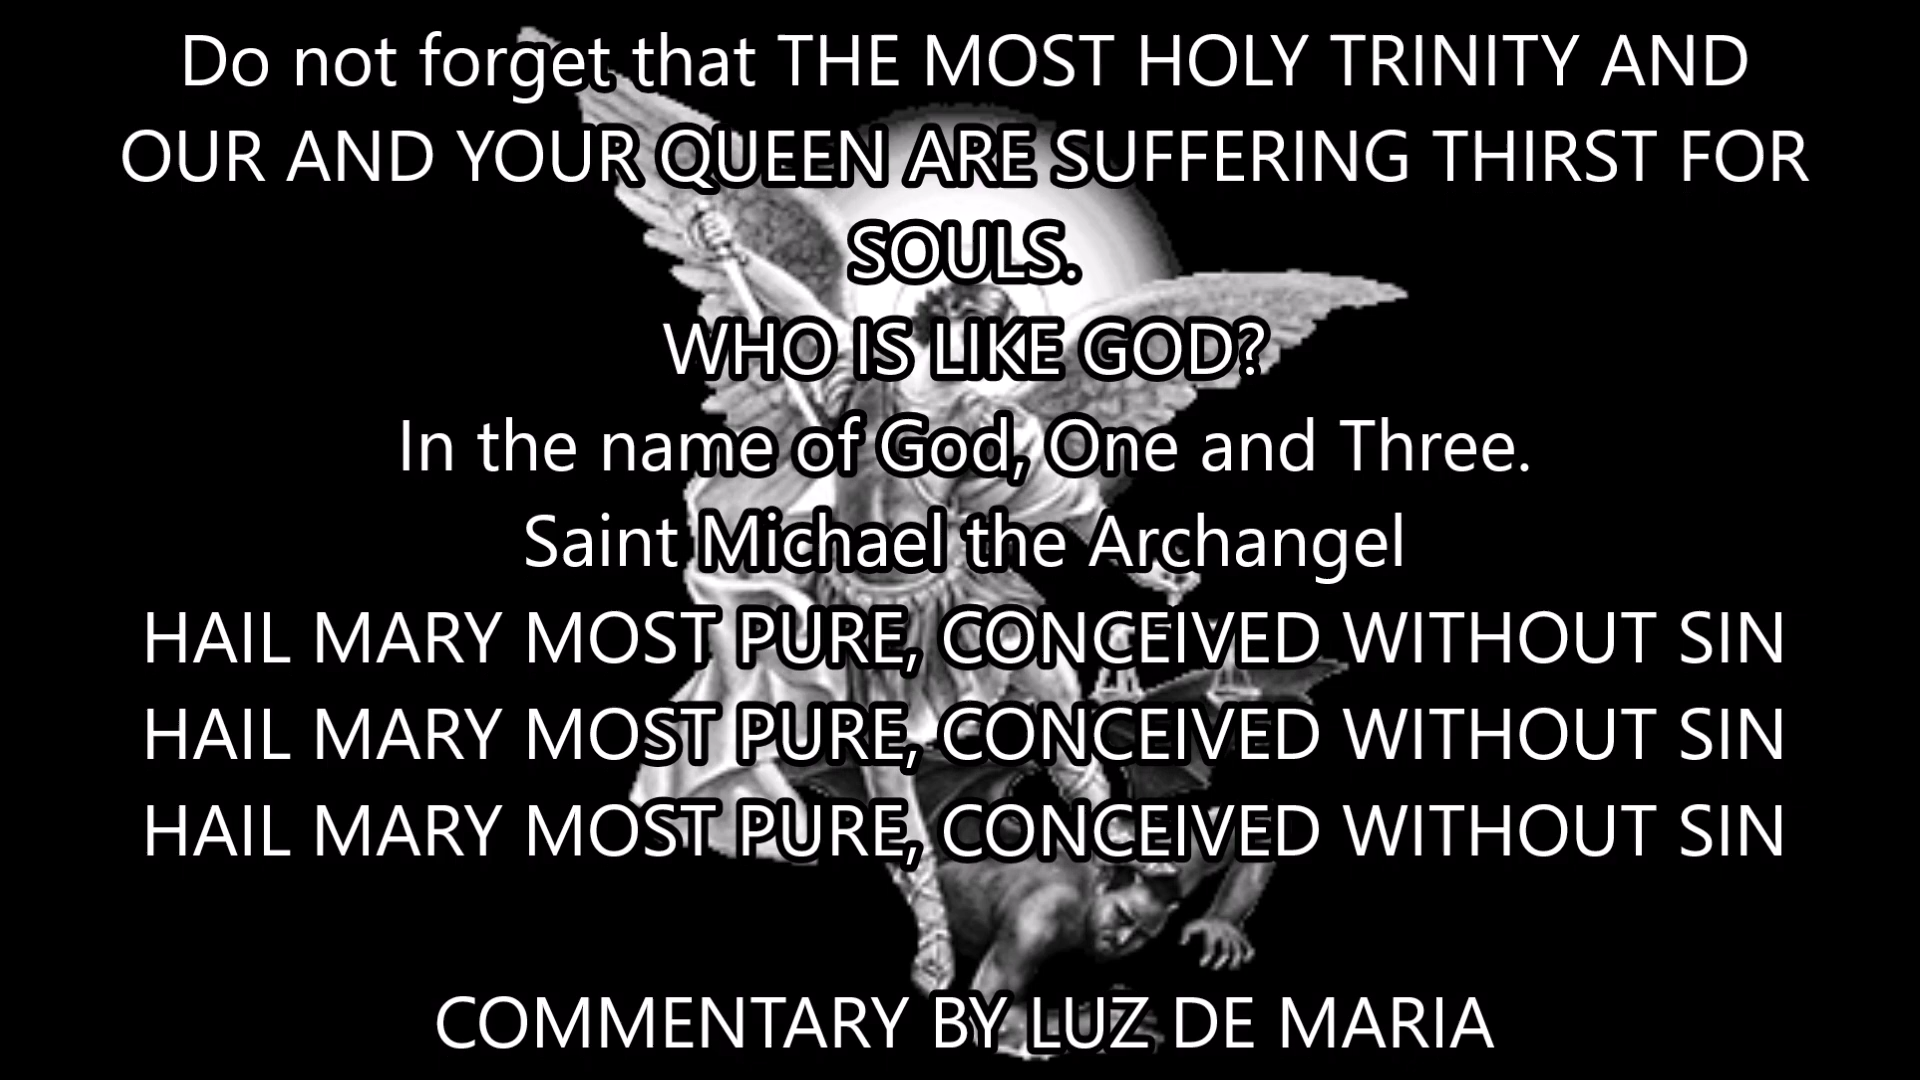 Do not forget that THE MOST HOLY TRINITY AND
OUR AND YOUR QUEEN ARE SUFFERING THIRST FOR
SOULS.
WHO IS LIKE GOD?
In the name of God, One and Three.
Saint Michael the Archangel
HAIL MARY MOST PURE, CONCEIVED WITHOUT SIN
HAIL MARY MOST PURE, CONCEIVED WITHOUT SIN
HAIL MARY MOST PURE, CONCEIVED WITHOUT SIN
COMMENTARY BY LUZ DE MARIA